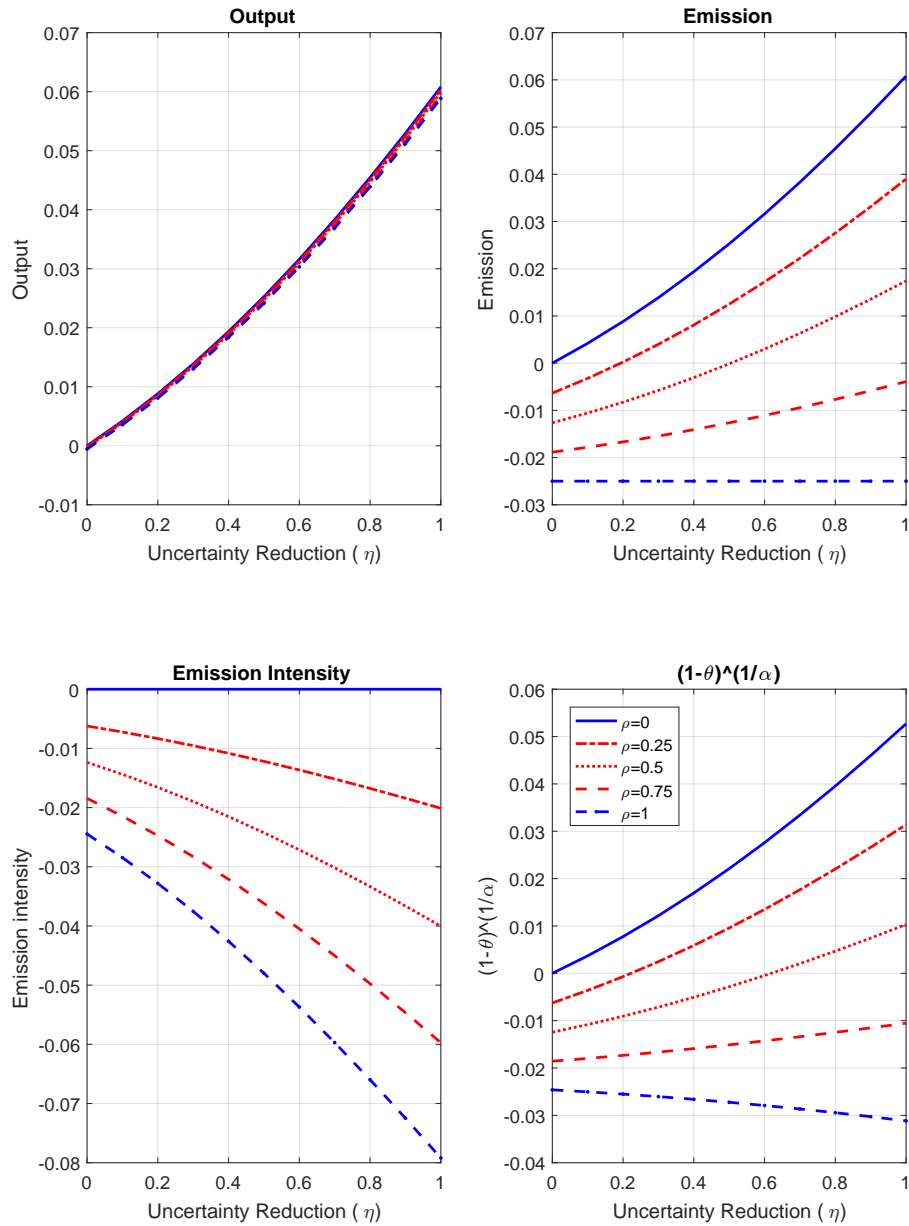 Output
0.07
0.06
0.05
0.04
0.03
0.02
0.01
0
-0.01
Output
0 0.2 0.4 0.6 0.8 1
Uncertainty Reduction ( η)
Emission
0.07
0.06
0.05
0.04
0.03
0.02
0.01
0
-0.01
-0.02
-0.03
Emission
0 0.2 0.4 0.6 0.8 1
Uncertainty Reduction ( η)
Emission Intensity
0
-0.01
-0.02
-0.03
-0.04
-0.05
-0.06
-0.07
-0.08
Emission intensity
0 0.2 0.4 0.6 0.8 1
Uncertainty Reduction ( η)
(1-θ)^(1/α)
0.06
0.05
0.04
0.03
0.02
0.01
0
-0.01
-0.02
-0.03
-0.04
(1-θ)^(1/α)
ρ=0
ρ=0.25
ρ=0.5
ρ=0.75
ρ=1
0 0.2 0.4 0.6 0.8 1
Uncertainty Reduction ( η)